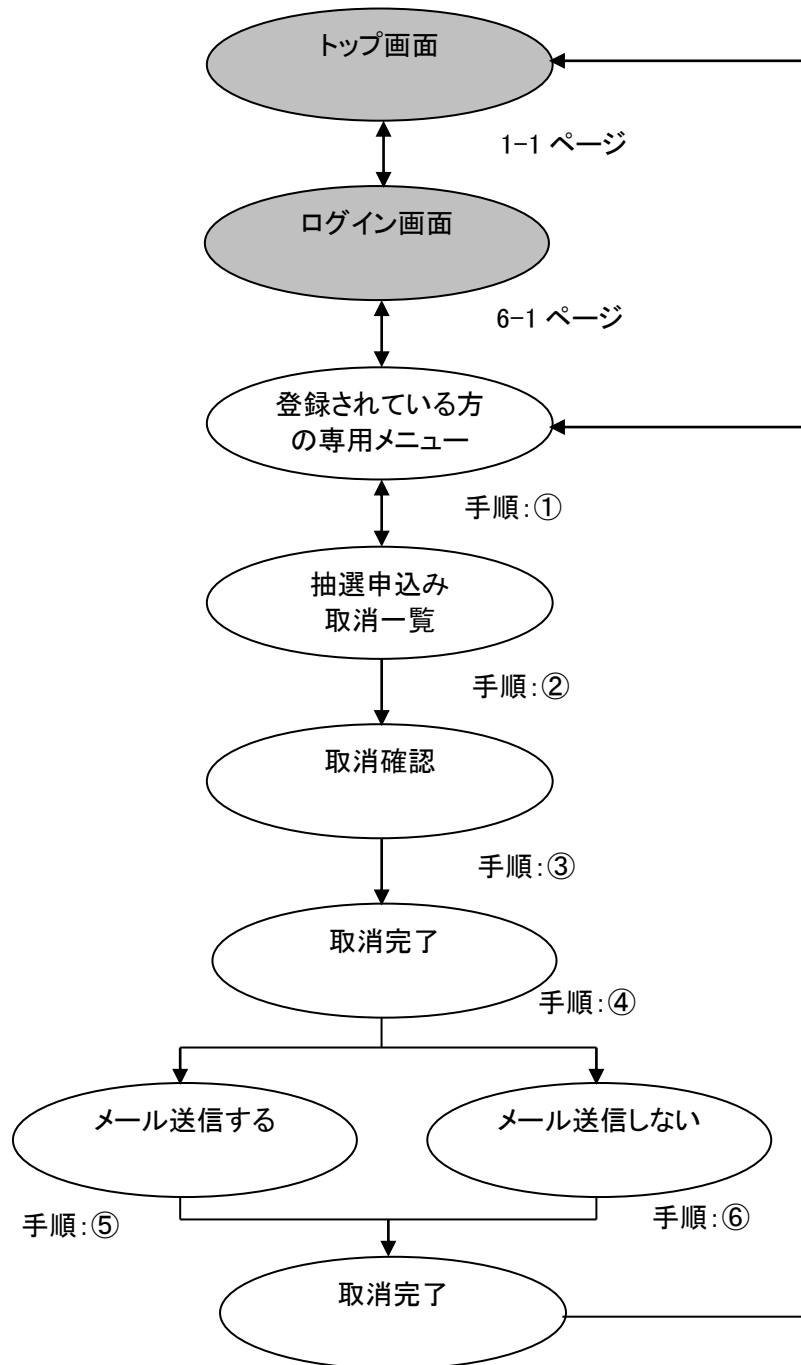 トップ画面
1-1 ページ
ログイン画面
6-1 ページ
登録されている方
の専用メニュー
手順：①
抽選申込み
取消一覧
手順：②
取消確認
手順：③
取消完了
手順：④
メール送信する
メール送信しない
手順：⑤
手順：⑥
取消完了